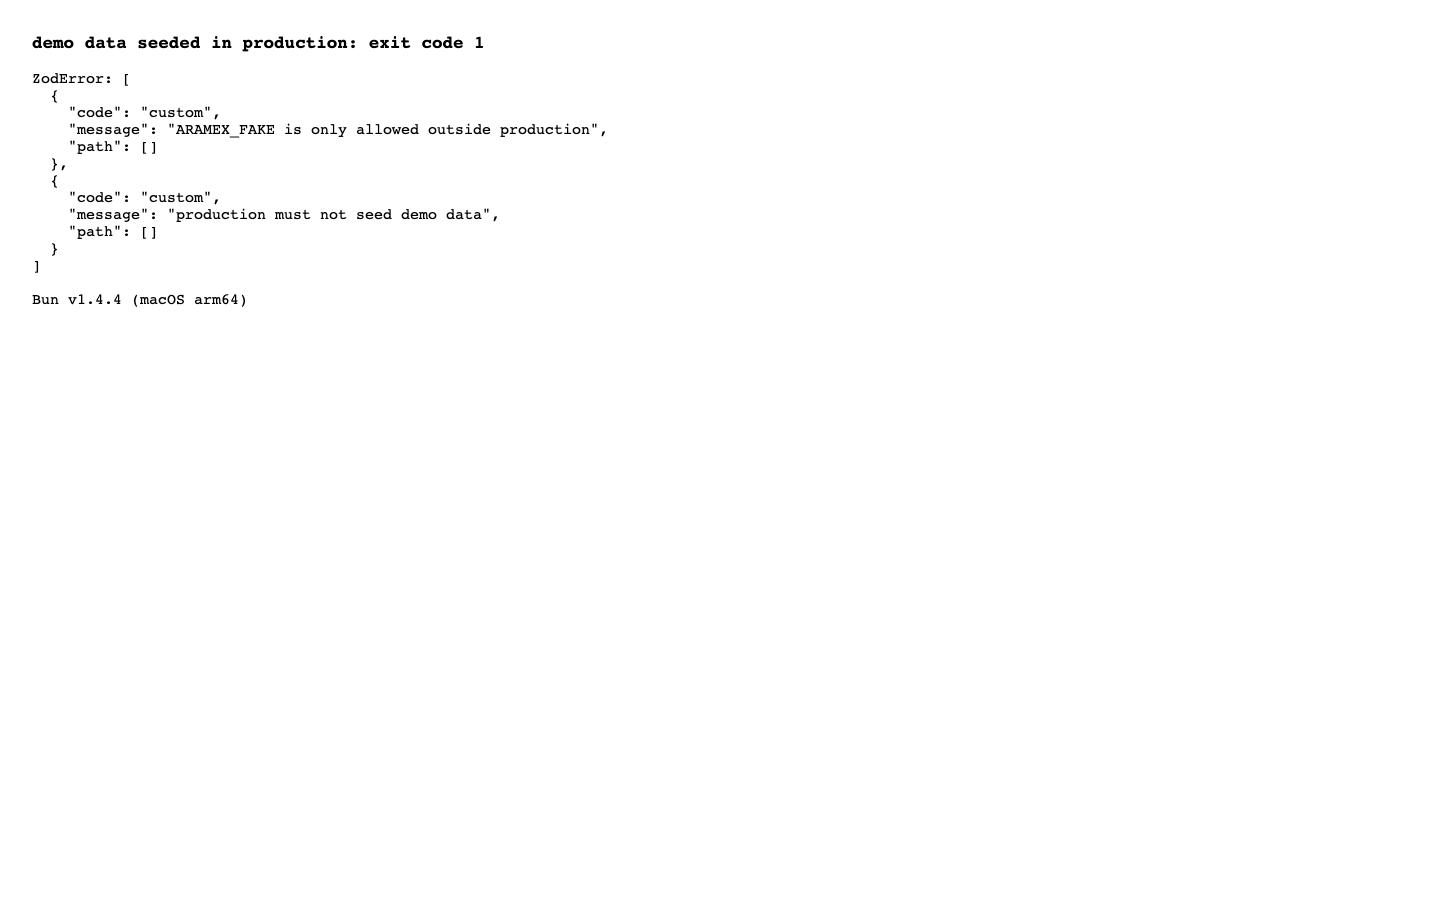 demo data seeded in production: exit code 1
ZodError: [
  {
    "code": "custom",
    "message": "ARAMEX_FAKE is only allowed outside production",
    "path": []
  },
  {
    "code": "custom",
    "message": "production must not seed demo data",
    "path": []
  }
]
Bun v1.4.4 (macOS arm64)